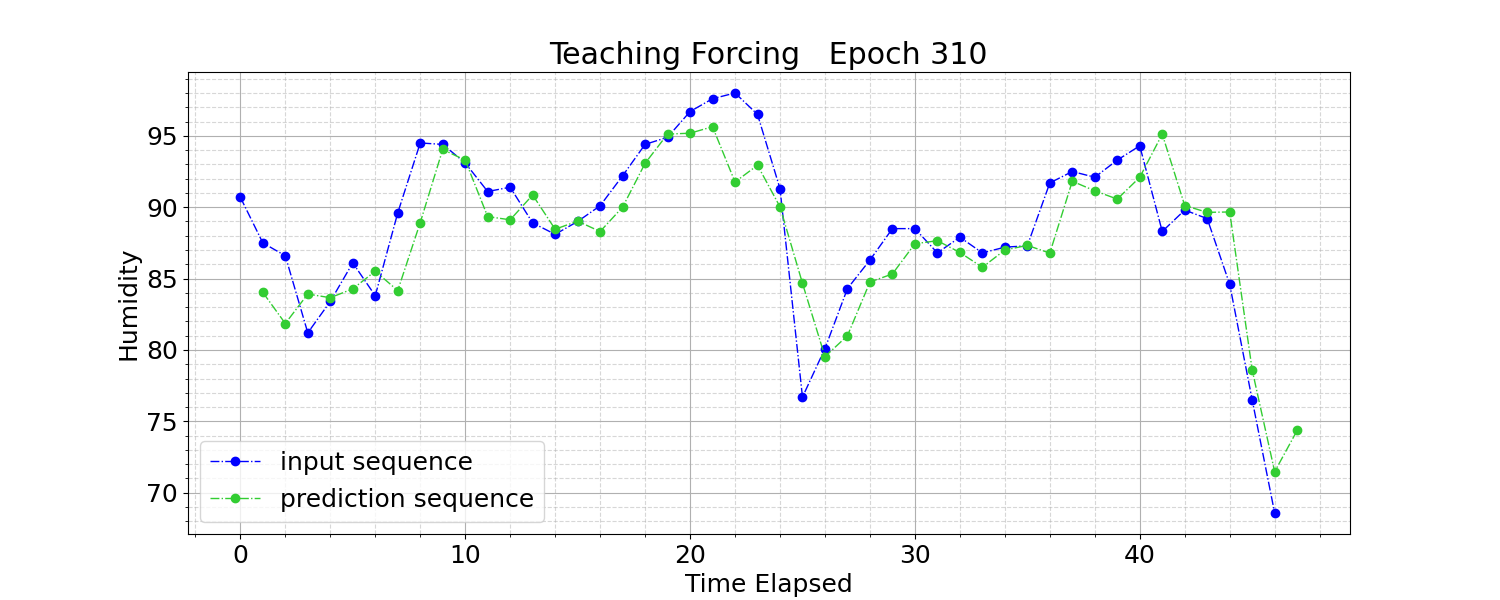 Teaching Forcing   Epoch 310
Humidity
95
90
85
80
75
70
input sequence
prediction sequence
0 10 20 30 40
Time Elapsed